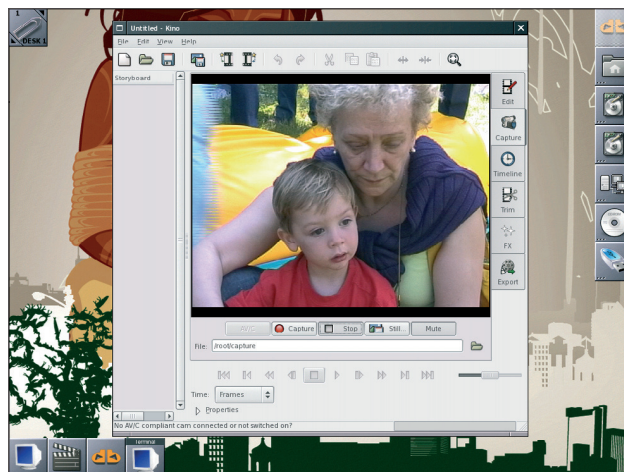 1
DESK 1
Untitled - Kino
File Edit View Help
Storyboard
Edit
Capture
Timeline
Trim
FX
Export
AV/C Capture Stop Still... Mute
File: /root/capture
Time: Frames
Properties
No AV/C compliant cam connected or not switched on?
Terminal